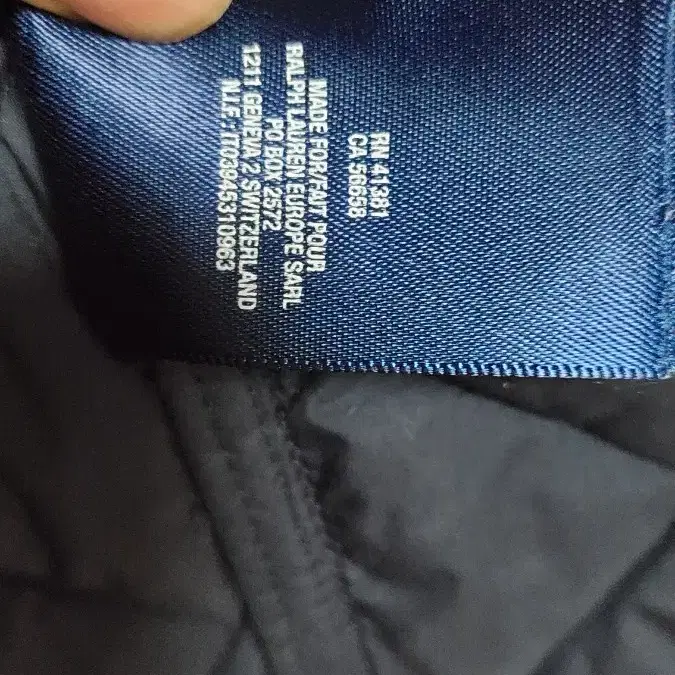 RN 41381
CA 56658
MADE FOR/FAIT POUR
RALPH LAUREN EUROPE SARL
PO BOX 2572
1211 GENEVA 2 SWITZERLAND
N.I.F.: IT03945310963